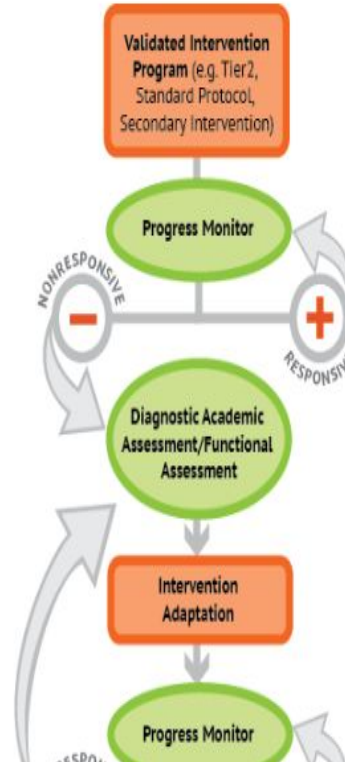 Validated Intervention
Program (e.g. Tier2,
Standard Protocol,
Secondary Intervention)
Progress Monitor
NONRESPONSIVE
RESPONSIVE
Diagnostic Academic
Assessment/Functional
Assessment
Intervention
Adaptation
Progress Monitor